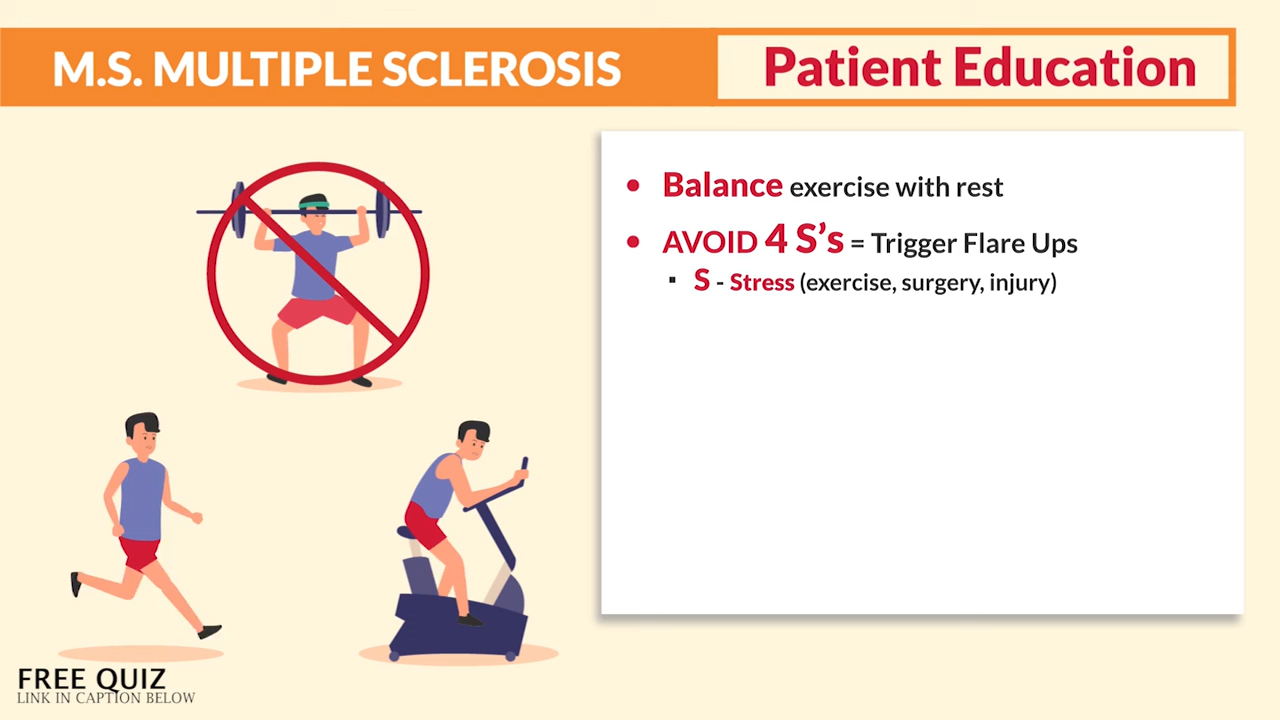 M.S. MULTIPLE SCLEROSIS
Patient Education
• Balance exercise with rest
• AVOID 4 S’s = Trigger Flare Ups
▪ S - Stress (exercise, surgery, injury)
FREE QUIZ
LINK IN CAPTION BELOW